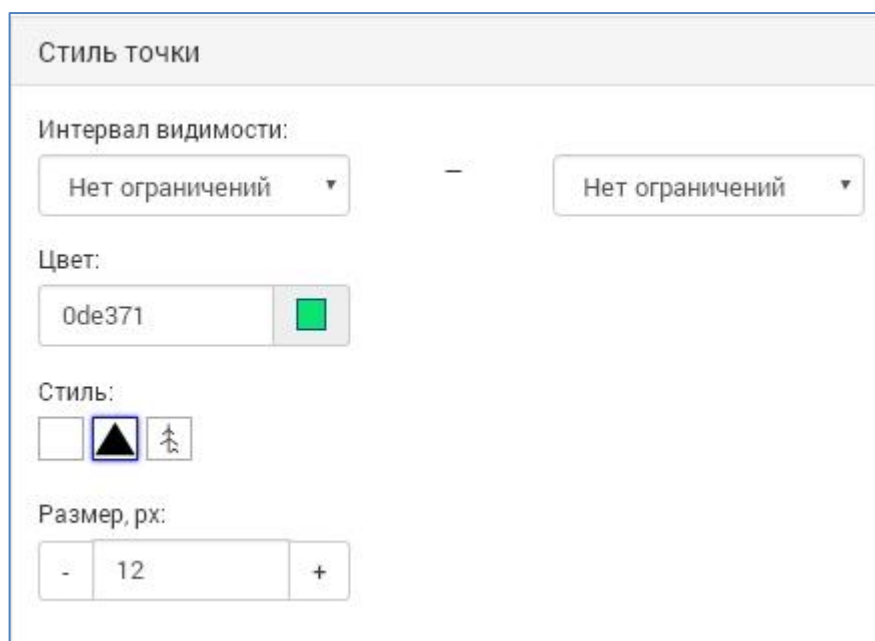 Стиль точки
Интервал видимости:
Нет ограничений – Нет ограничений
Цвет:
0de371
Стиль:
Размер, px:
- 12 +